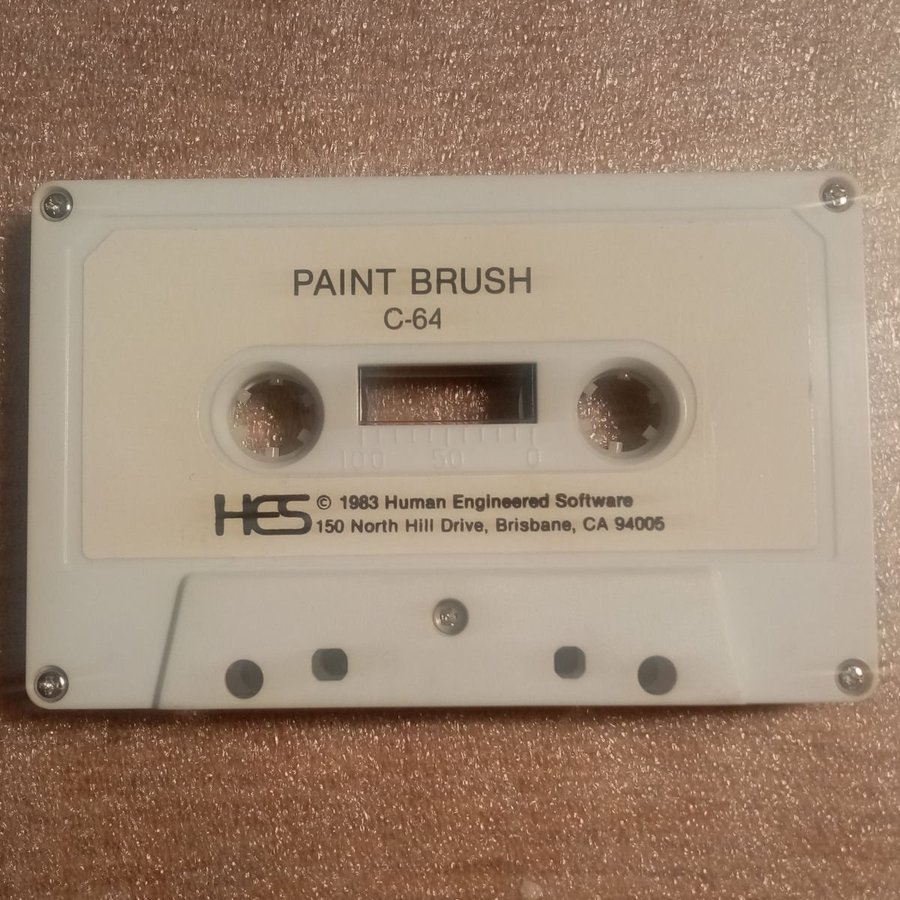 PAINT BRUSH
C-64
100 50 0
HES © 1983 Human Engineered Software
150 North Hill Drive, Brisbane, CA 94005